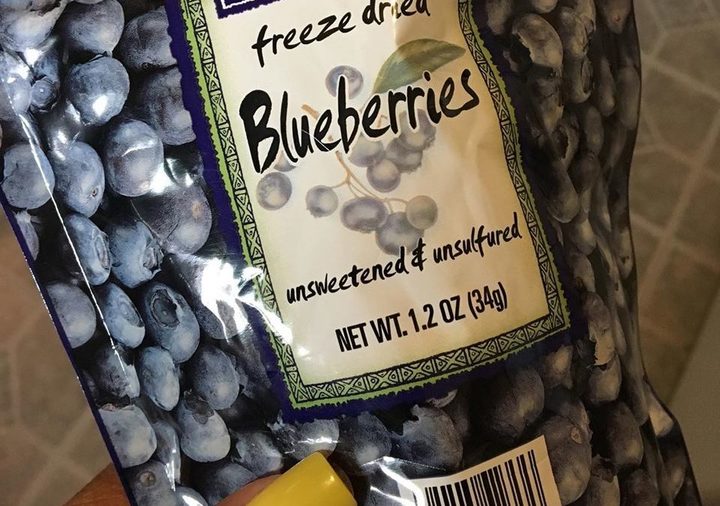 freeze dried
Blueberries
unsweetened & unsulfured
NET WT. 1.2 OZ (34g)